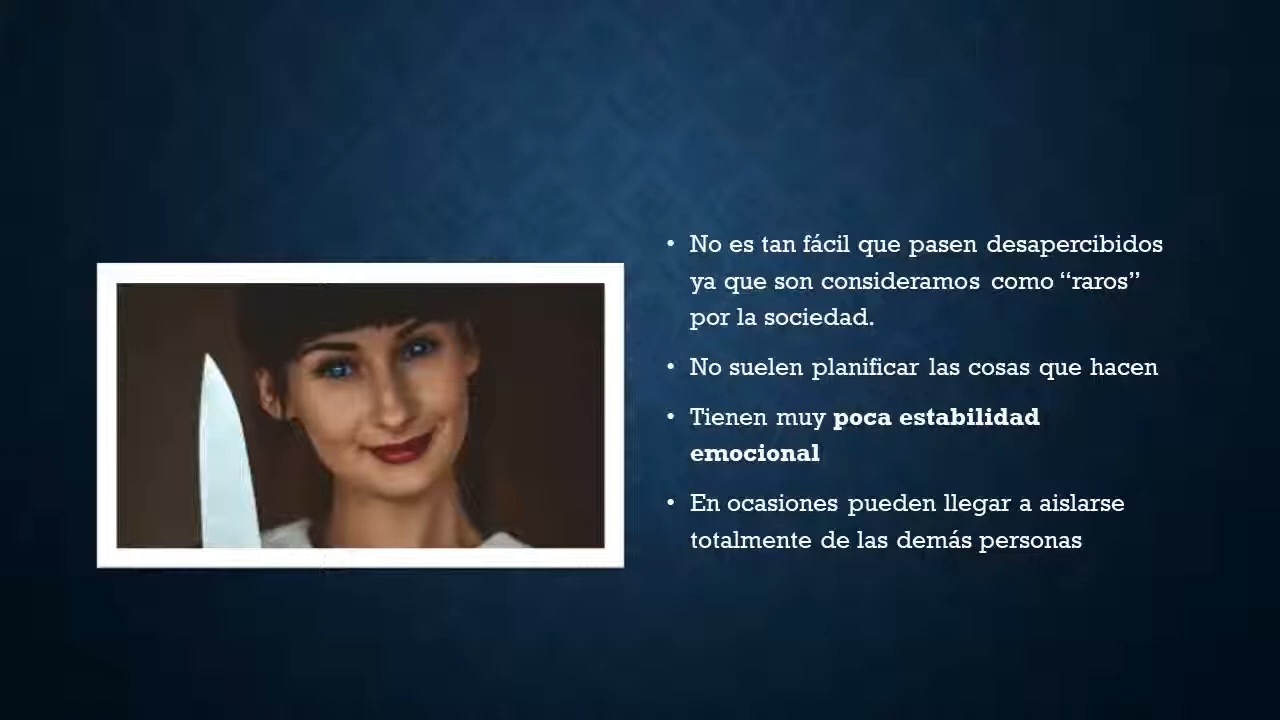 • No es tan fácil que pasen desapercibidos
ya que son consideramos como “raros”
por la sociedad.
• No suelen planificar las cosas que hacen
• Tienen muy poca estabilidad
emocional
• En ocasiones pueden llegar a aislarse
totalmente de las demás personas